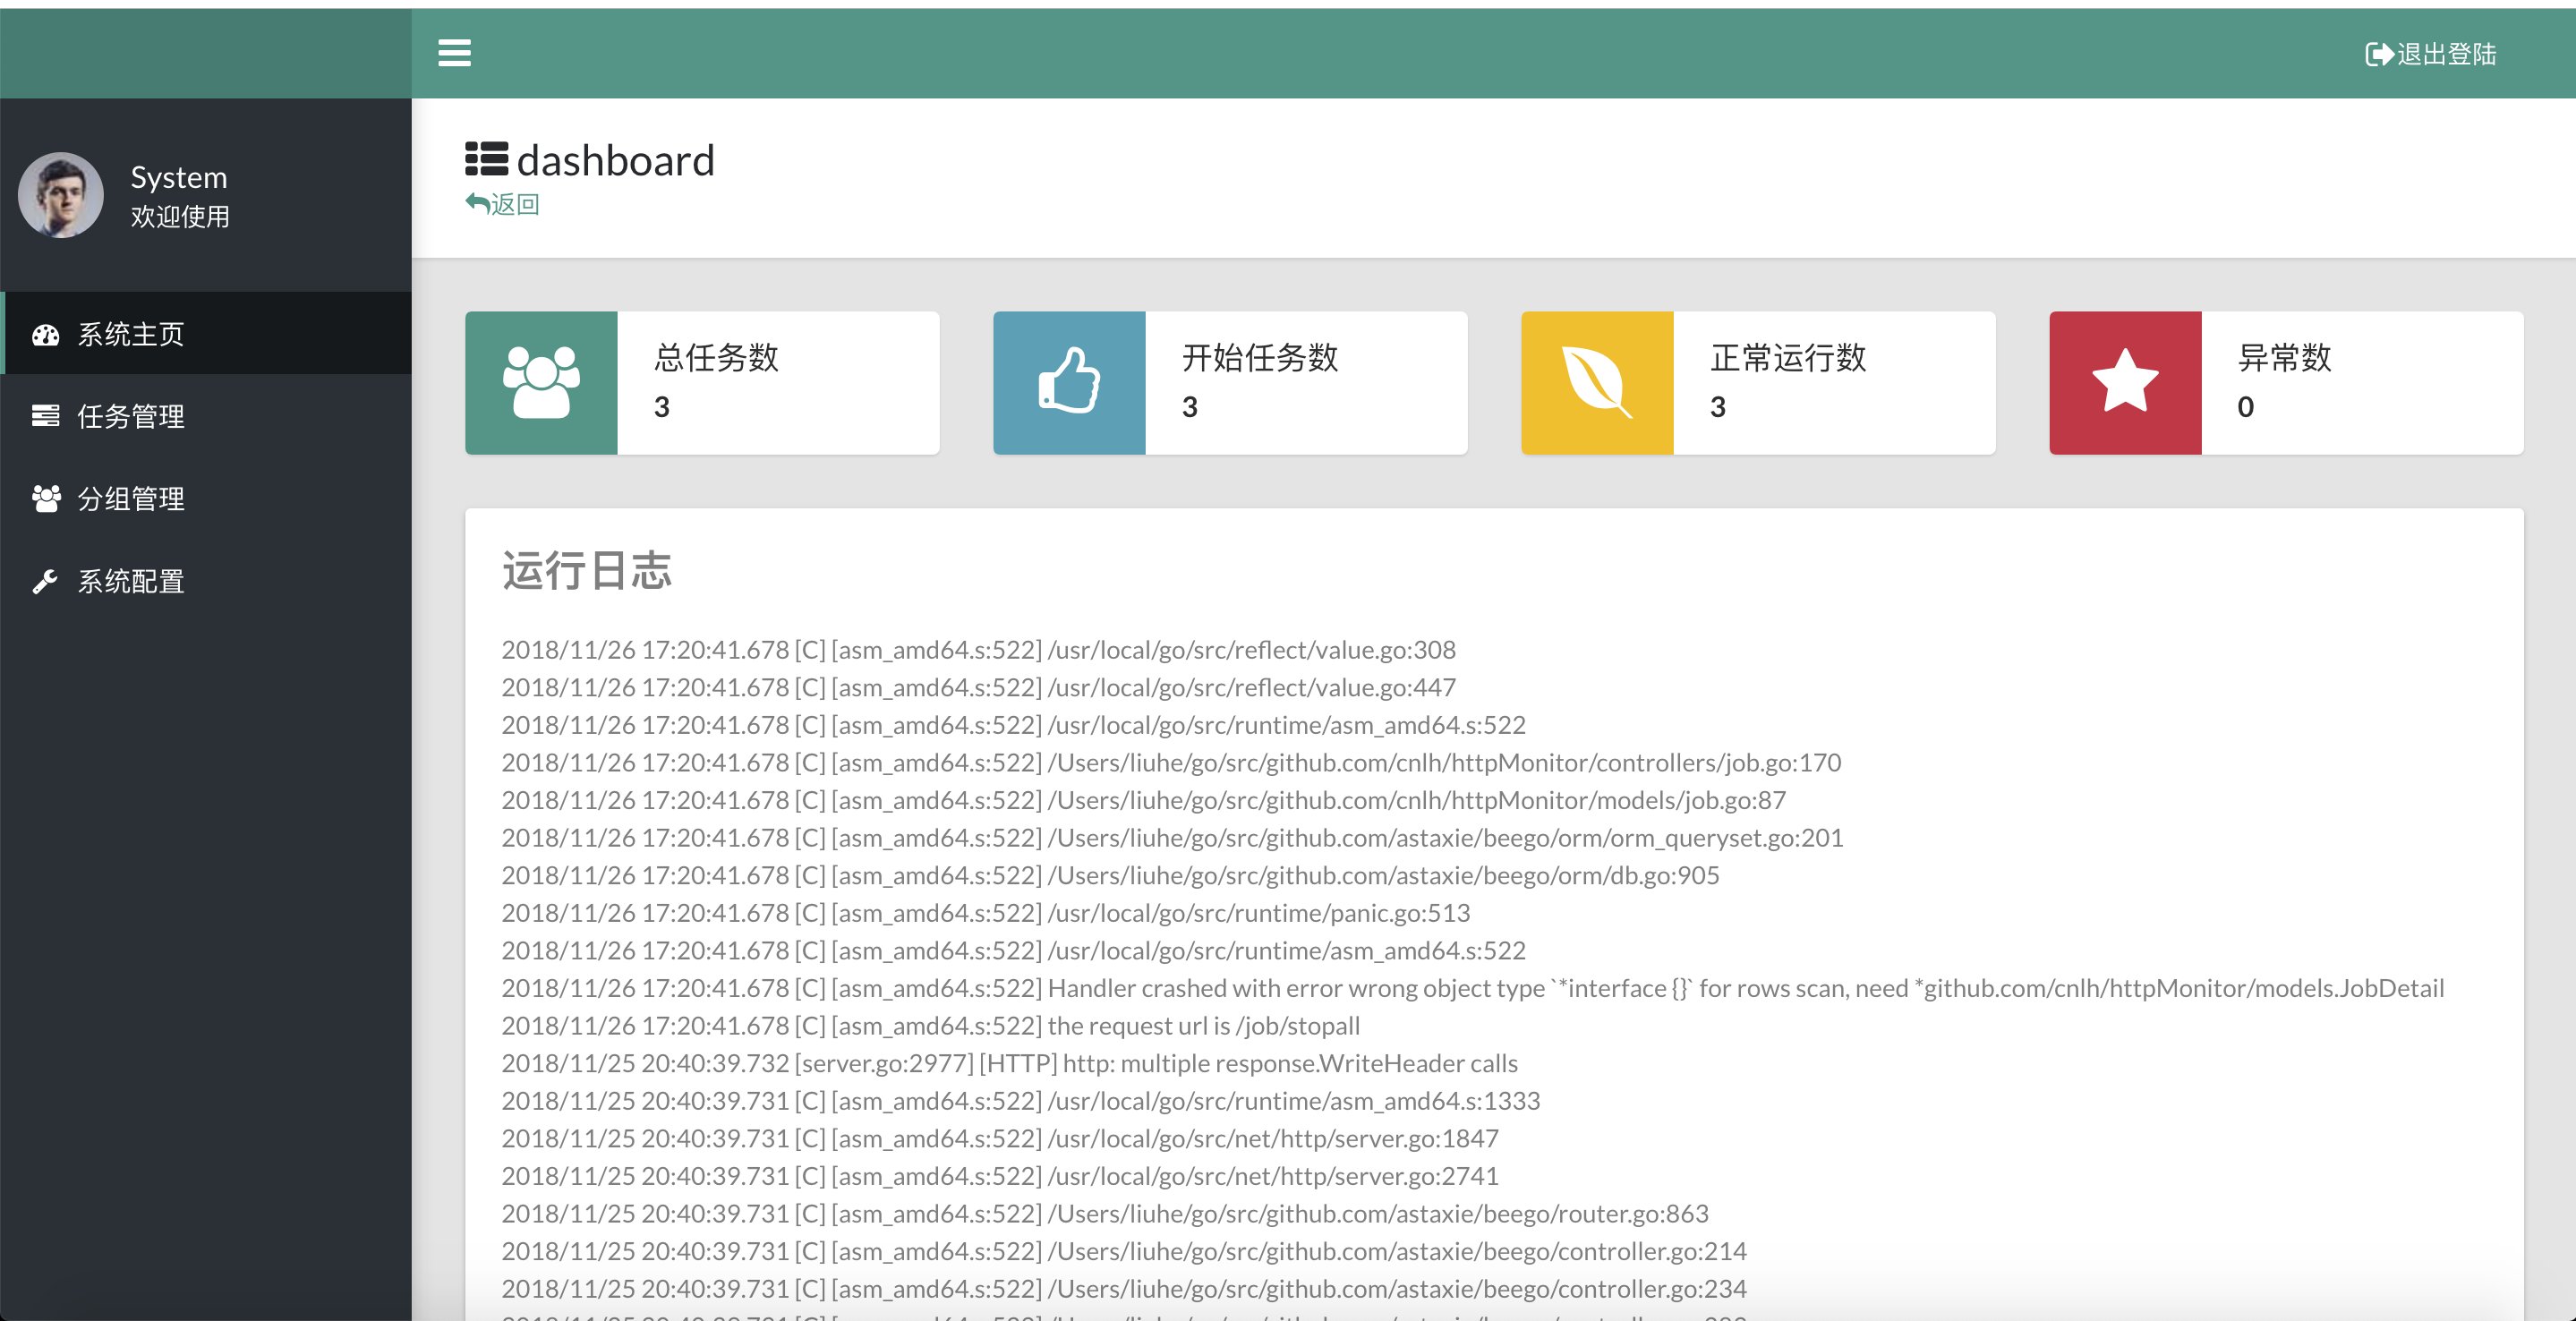 退出登陆
System
欢迎使用
系统主页
任务管理
分组管理
系统配置
dashboard
返回
总任务数
3
开始任务数
3
正常运行数
3
异常数
0
运行日志
2018/11/26 17:20:41.678 [C] [asm_amd64.s:522] /usr/local/go/src/reflect/value.go:308
2018/11/26 17:20:41.678 [C] [asm_amd64.s:522] /usr/local/go/src/reflect/value.go:447
2018/11/26 17:20:41.678 [C] [asm_amd64.s:522] /usr/local/go/src/runtime/asm_amd64.s:522
2018/11/26 17:20:41.678 [C] [asm_amd64.s:522] /Users/liuhe/go/src/github.com/cnlh/httpMonitor/controllers/job.go:170
2018/11/26 17:20:41.678 [C] [asm_amd64.s:522] /Users/liuhe/go/src/github.com/cnlh/httpMonitor/models/job.go:87
2018/11/26 17:20:41.678 [C] [asm_amd64.s:522] /Users/liuhe/go/src/github.com/astaxie/beego/orm/orm_queryset.go:201
2018/11/26 17:20:41.678 [C] [asm_amd64.s:522] /Users/liuhe/go/src/github.com/astaxie/beego/orm/db.go:905
2018/11/26 17:20:41.678 [C] [asm_amd64.s:522] /usr/local/go/src/runtime/panic.go:513
2018/11/26 17:20:41.678 [C] [asm_amd64.s:522] /usr/local/go/src/runtime/asm_amd64.s:522
2018/11/26 17:20:41.678 [C] [asm_amd64.s:522] Handler crashed with error wrong object type `*interface {}` for rows scan, need *github.com/cnlh/httpMonitor/models.JobDetail
2018/11/26 17:20:41.678 [C] [asm_amd64.s:522] the request url is /job/stopall
2018/11/25 20:40:39.732 [server.go:2977] [HTTP] http: multiple response.WriteHeader calls
2018/11/25 20:40:39.731 [C] [asm_amd64.s:522] /usr/local/go/src/runtime/asm_amd64.s:1333
2018/11/25 20:40:39.731 [C] [asm_amd64.s:522] /usr/local/go/src/net/http/server.go:1847
2018/11/25 20:40:39.731 [C] [asm_amd64.s:522] /usr/local/go/src/net/http/server.go:2741
2018/11/25 20:40:39.731 [C] [asm_amd64.s:522] /Users/liuhe/go/src/github.com/astaxie/beego/router.go:863
2018/11/25 20:40:39.731 [C] [asm_amd64.s:522] /Users/liuhe/go/src/github.com/astaxie/beego/controller.go:214
2018/11/25 20:40:39.731 [C] [asm_amd64.s:522] /Users/liuhe/go/src/github.com/astaxie/beego/controller.go:234